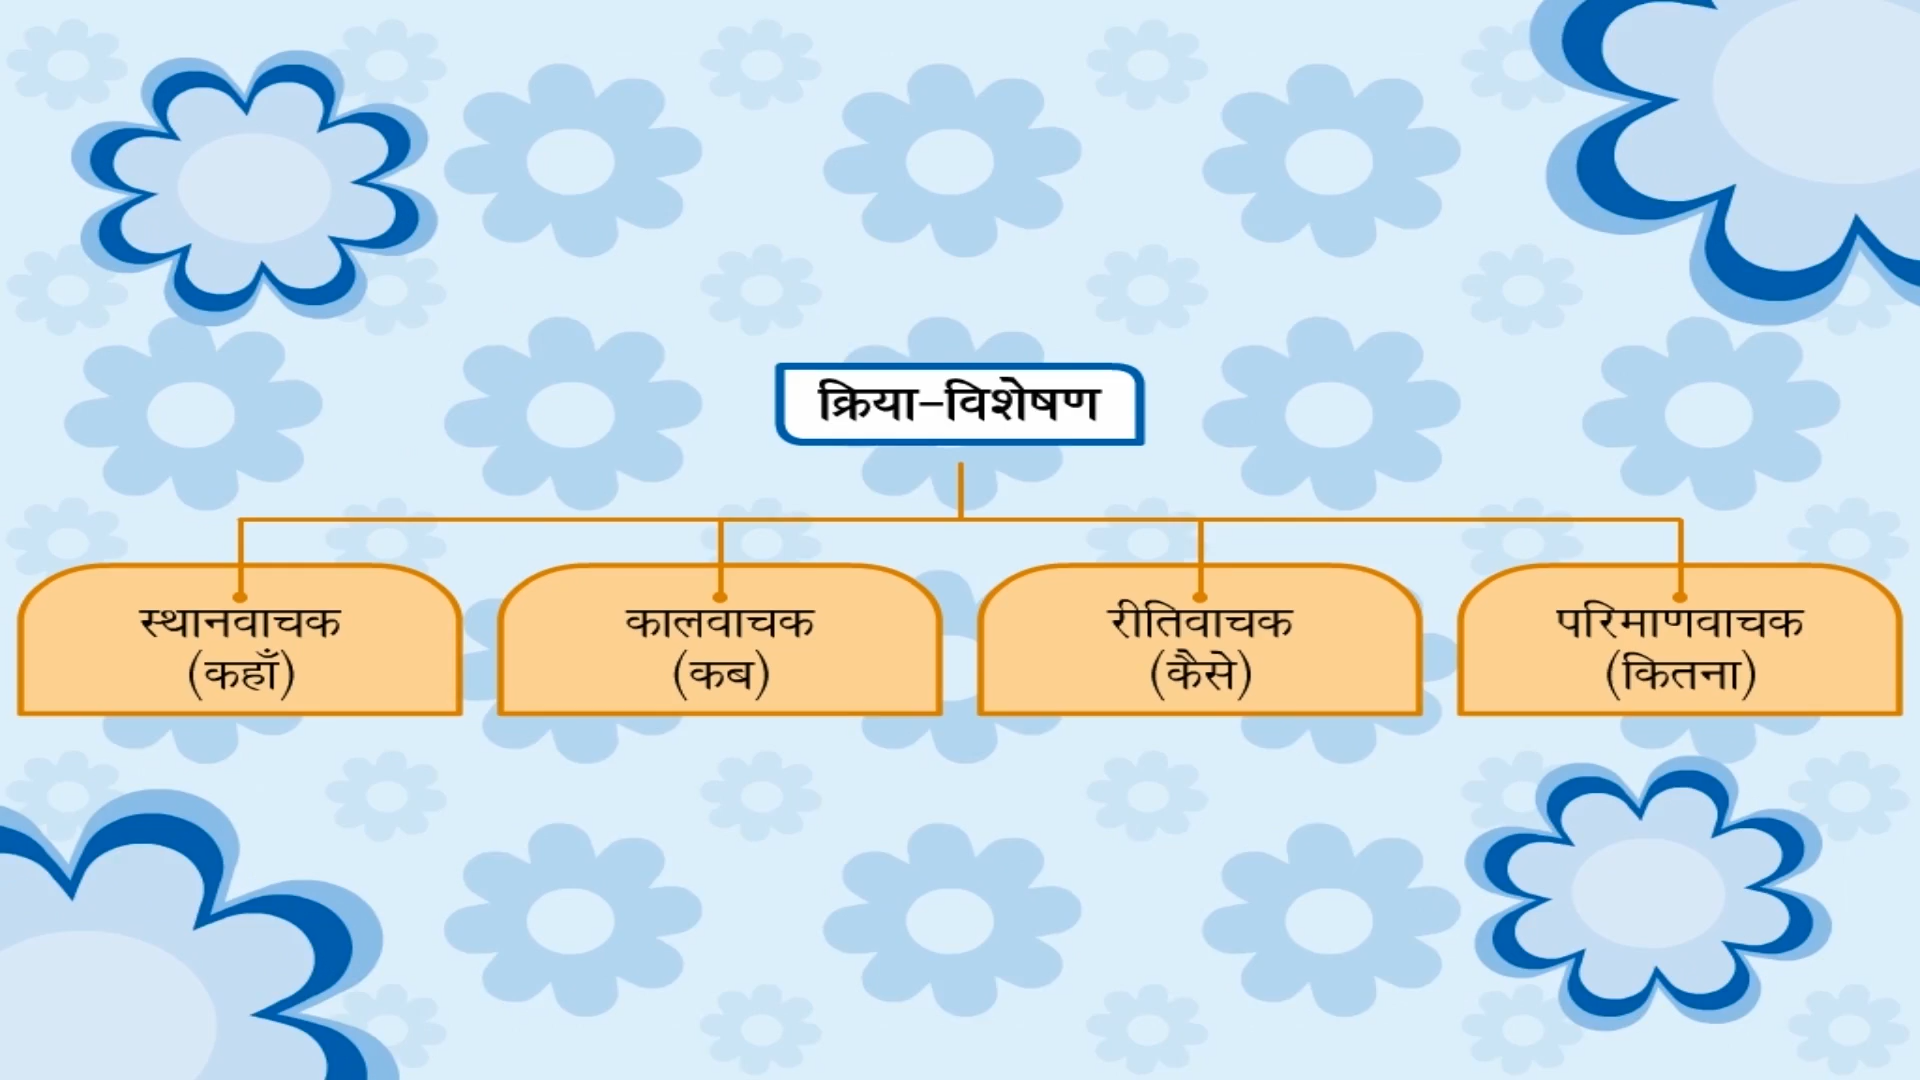 क्रिया-विशेषण
स्थानवाचक
(कहाँ)
कालवाचक
(कब)
रीतिवाचक
(कैसे)
परिमाणवाचक
(कितना)